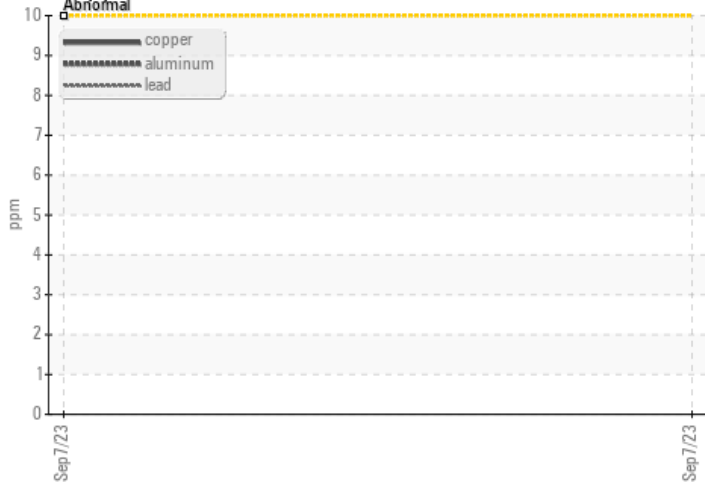 Abnormal
10
copper
9
aluminum
lead
8
7
6
ppm
5
4
3
2
1
0
Sep7/23
Sep7/23